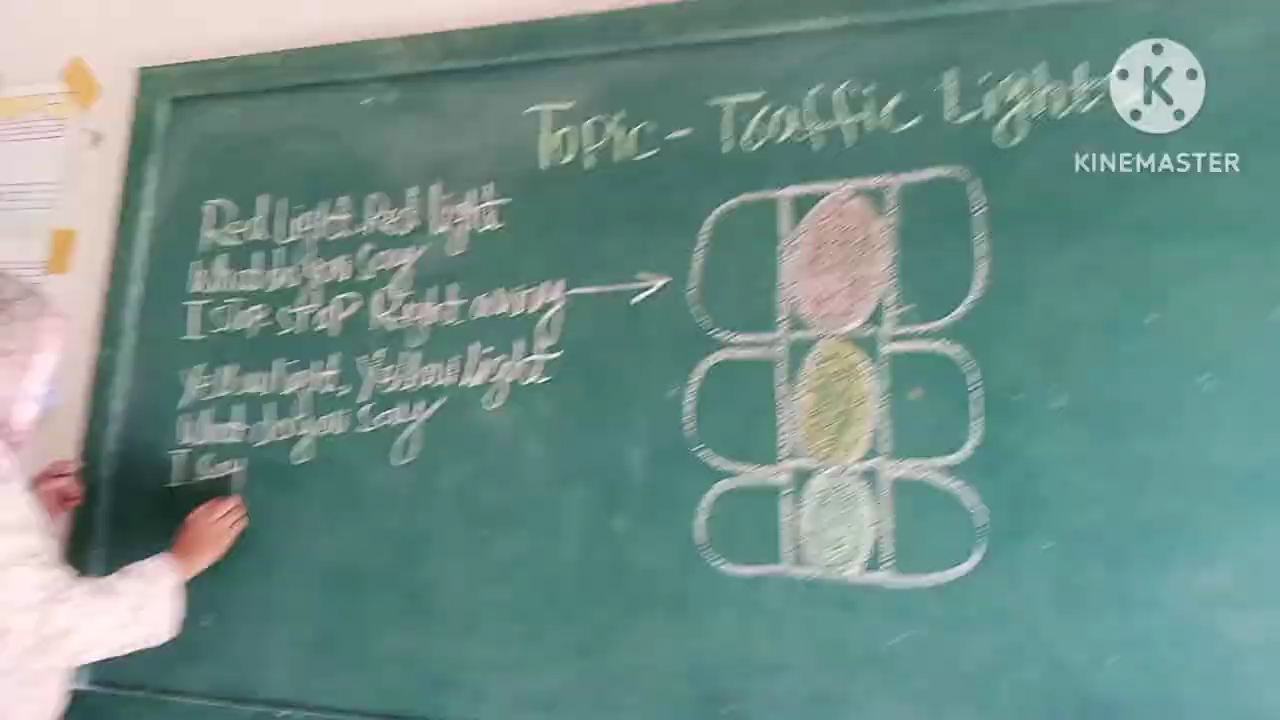 Topic - Traffic Light
Red light Red light
What do you say
I stop stop Right away
Yellow light, Yellow light
What do you say
I Say
KINEMASTER